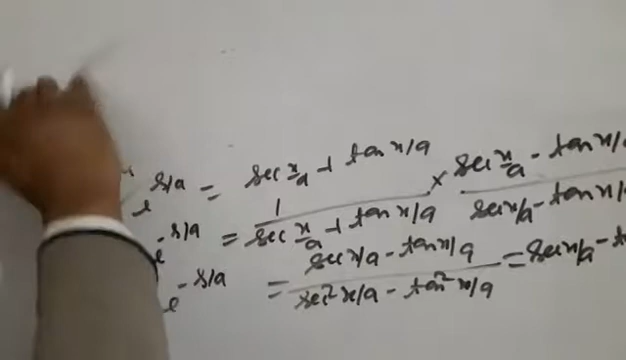 e^s/a = sec x/a + tan x/a
e^-s/a = 1/(sec x/a + tan x/a) × (sec x/a - tan x/a)/(sec x/a - tan x/a)
e^-s/a = (sec x/a - tan x/a)/(sec² x/a - tan² x/a) = sec x/a - t